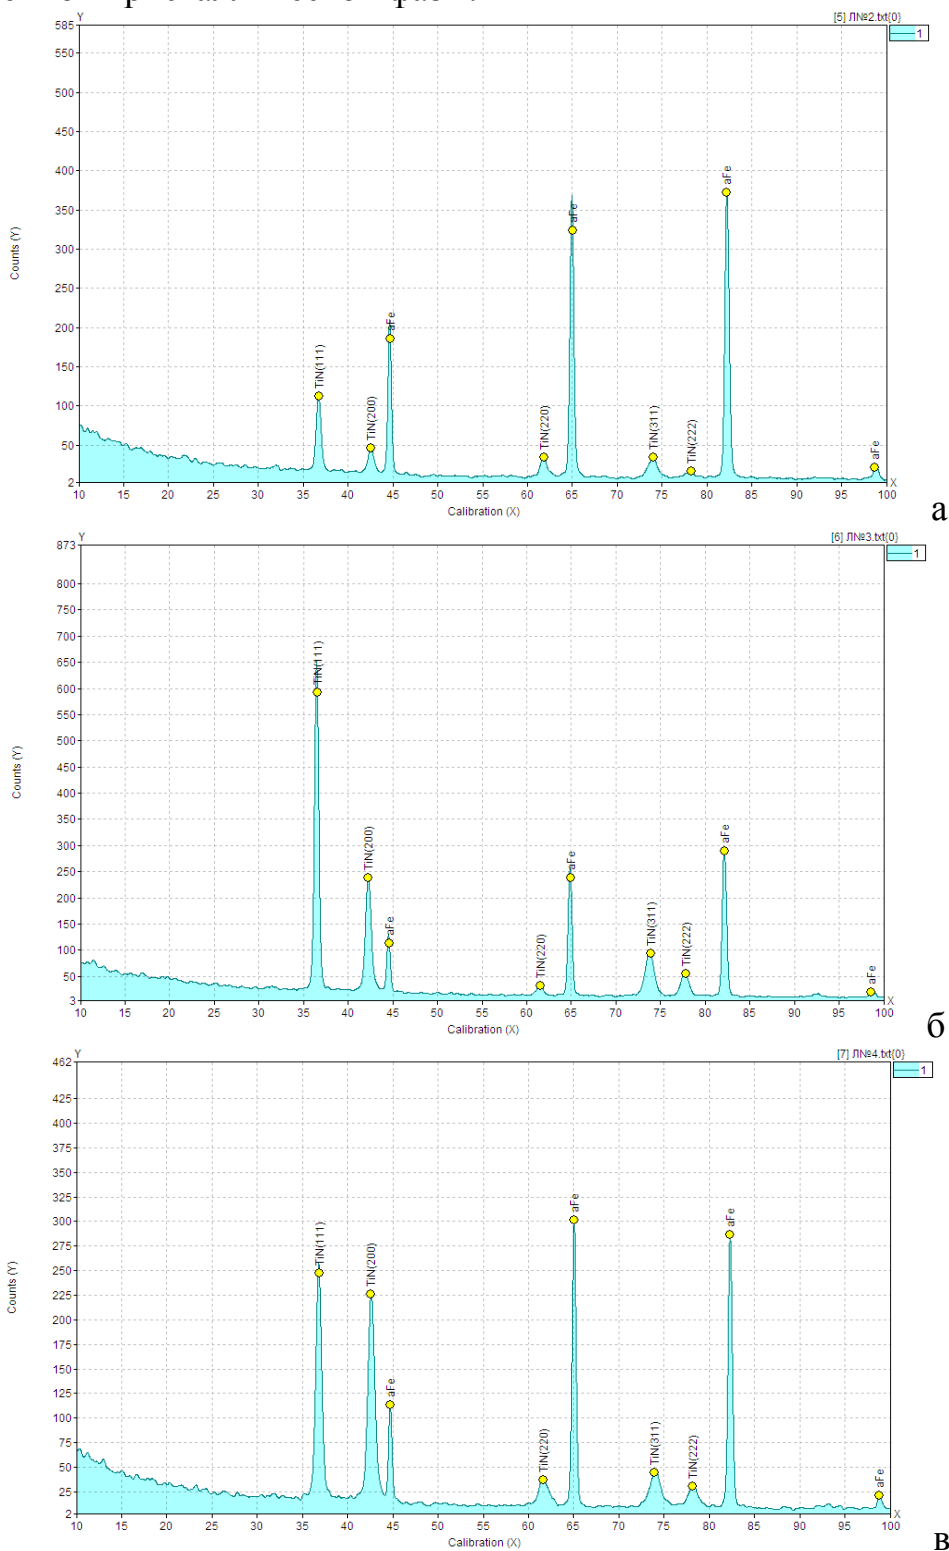 Y [5] ЛNº2.txt{0}
1
585
550
500
450
400
350
300
250
200
150
100
50
2
Counts (Y)
TiN(111)
TiN(200)
aFe
TiN(220)
aFe
TiN(311)
TiN(222)
aFe
aFe
X
10 15 20 25 30 35 40 45 50 55 60 65 70 75 80 85 90 95 100
Calibration (X)
а
Y [6] ЛNº3.txt{0}
1
873
800
750
700
650
600
550
500
450
400
350
300
250
200
150
100
50
3
Counts (Y)
TiN(111)
TiN(200)
aFe
TiN(220)
aFe
TiN(311)
TiN(222)
aFe
aFe
X
10 15 20 25 30 35 40 45 50 55 60 65 70 75 80 85 90 95 100
Calibration (X)
б
Y [7] ЛNº4.txt{0}
1
462
425
400
375
350
325
300
275
250
225
200
175
150
125
100
75
50
25
2
Counts (Y)
TiN(111)
TiN(200)
aFe
TiN(220)
aFe
TiN(311)
TiN(222)
aFe
aFe
X
10 15 20 25 30 35 40 45 50 55 60 65 70 75 80 85 90 95 100
Calibration (X)
в